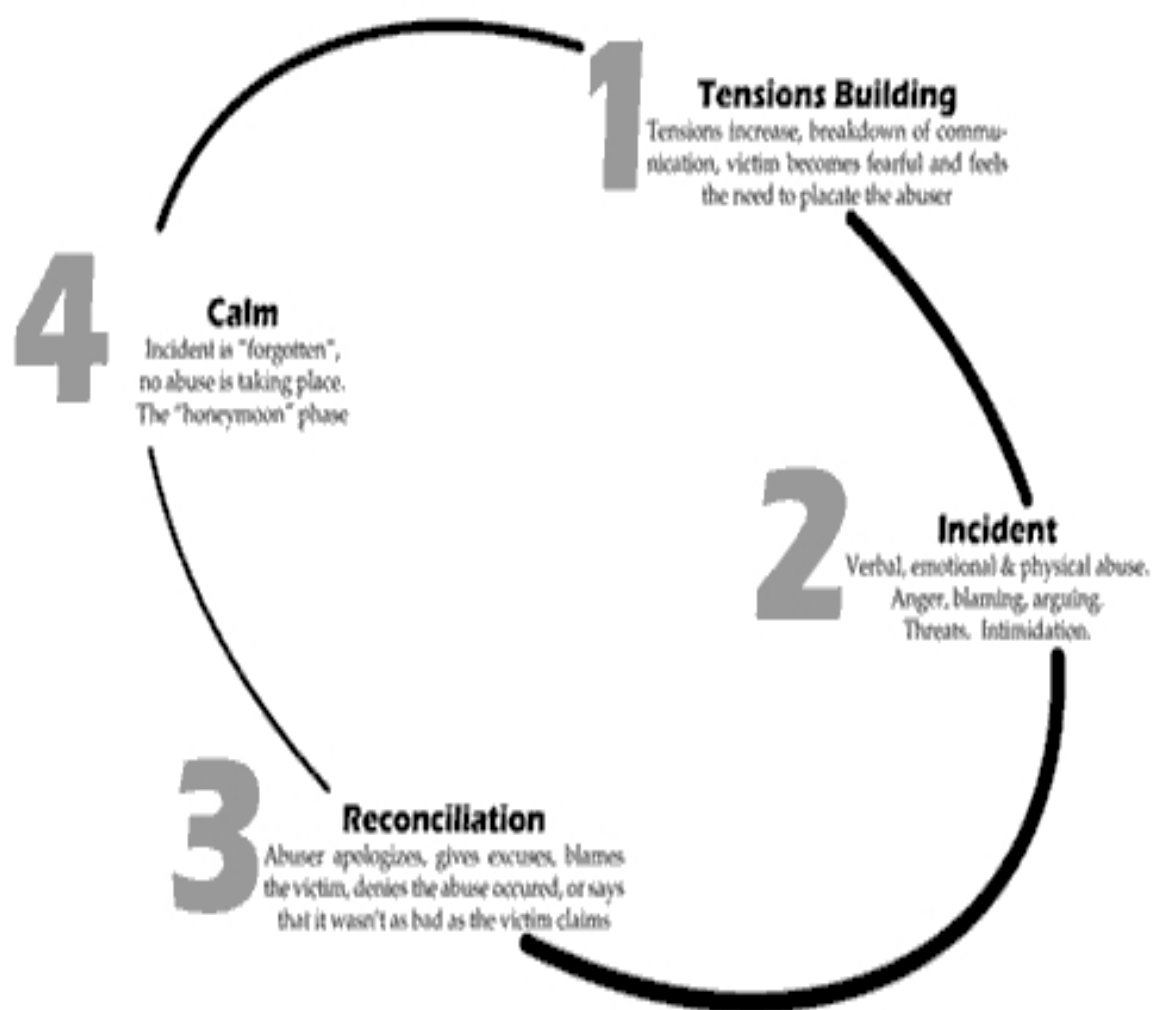 1
Tensions Building
Tensions increase, breakdown of commu-
nication, victim becomes fearful and feels
the need to placate the abuser
2
Incident
Verbal, emotional & physical abuse.
Anger, blaming, arguing.
Threats. Intimidation.
3
Reconciliation
Abuser apologizes, gives excuses, blames
the victim, denies the abuse occured, or says
that it wasn't as bad as the victim claims
4
Calm
Incident is "forgotten",
no abuse is taking place.
The "honeymoon" phase